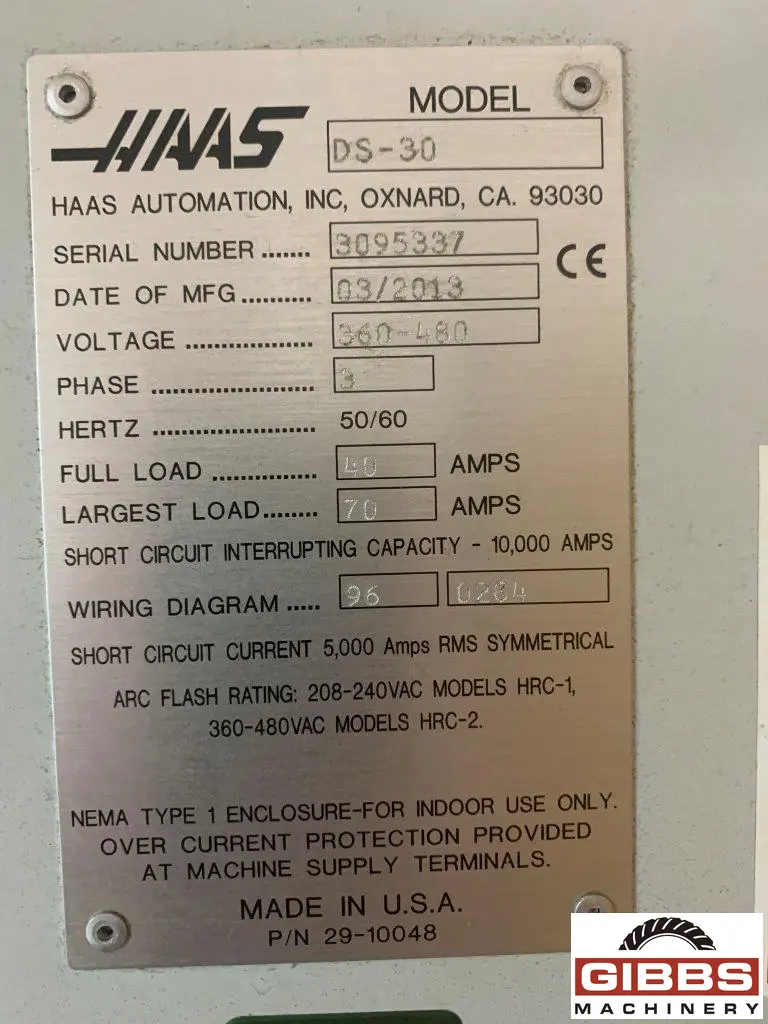 MODEL
HAAS
DS-30
HAAS AUTOMATION, INC, OXNARD, CA. 93030
SERIAL NUMBER ....... 3095337
CE
DATE OF MFG.......... 03/2013
VOLTAGE .................. 360-480
PHASE ....................... 3
HERTZ ....................... 50/60
FULL LOAD ............... 40 AMPS
LARGEST LOAD........ 70 AMPS
SHORT CIRCUIT INTERRUPTING CAPACITY - 10,000 AMPS
WIRING DIAGRAM ..... 96 0284
SHORT CIRCUIT CURRENT 5,000 Amps RMS SYMMETRICAL
ARC FLASH RATING: 208-240VAC MODELS HRC-1,
360-480VAC MODELS HRC-2.
NEMA TYPE 1 ENCLOSURE-FOR INDOOR USE ONLY.
OVER CURRENT PROTECTION PROVIDED
AT MACHINE SUPPLY TERMINALS.
MADE IN U.S.A.
P/N 29-10048
GIBBS
MACHINERY